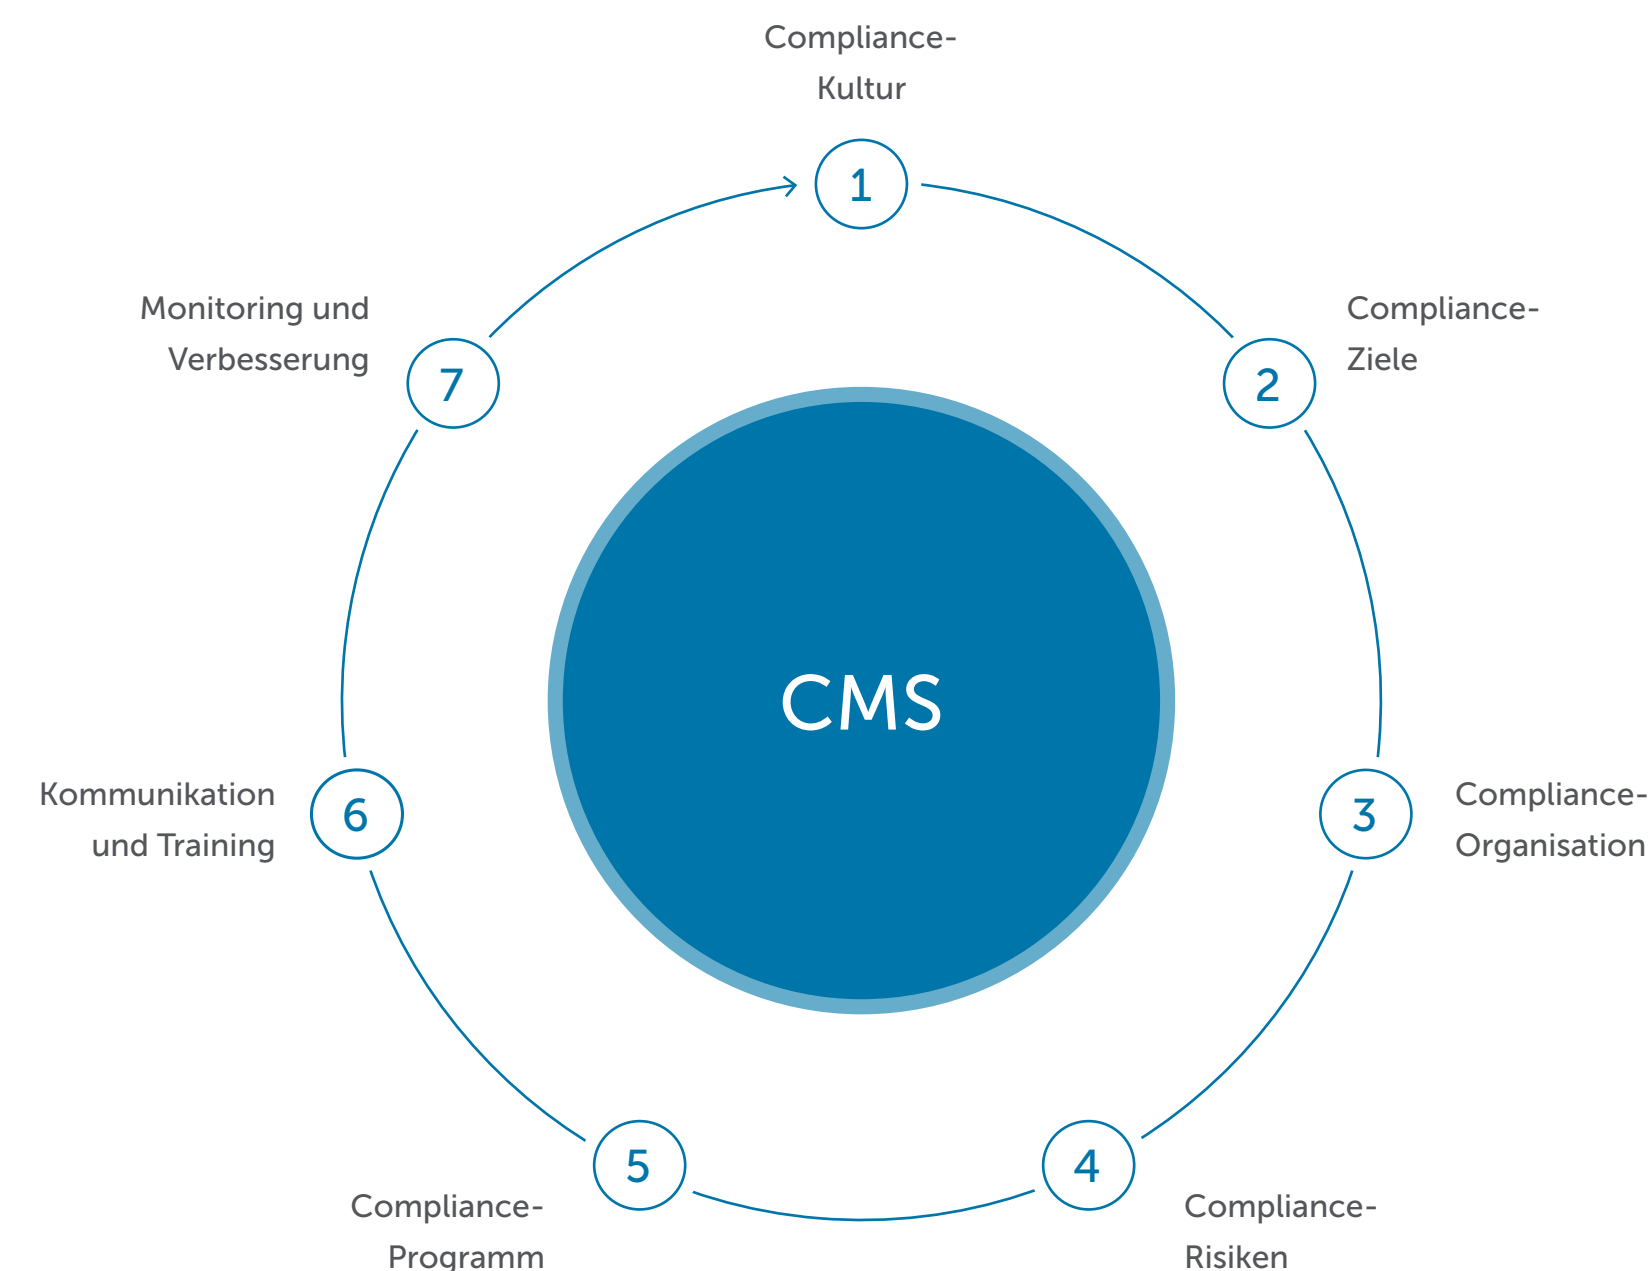 Compliance-
Kultur
1
Compliance-
Ziele
2
Compliance-
Organisation
3
Compliance-
Risiken
4
Compliance-
Programm
5
Kommunikation
und Training
6
Monitoring und
Verbesserung
7
CMS